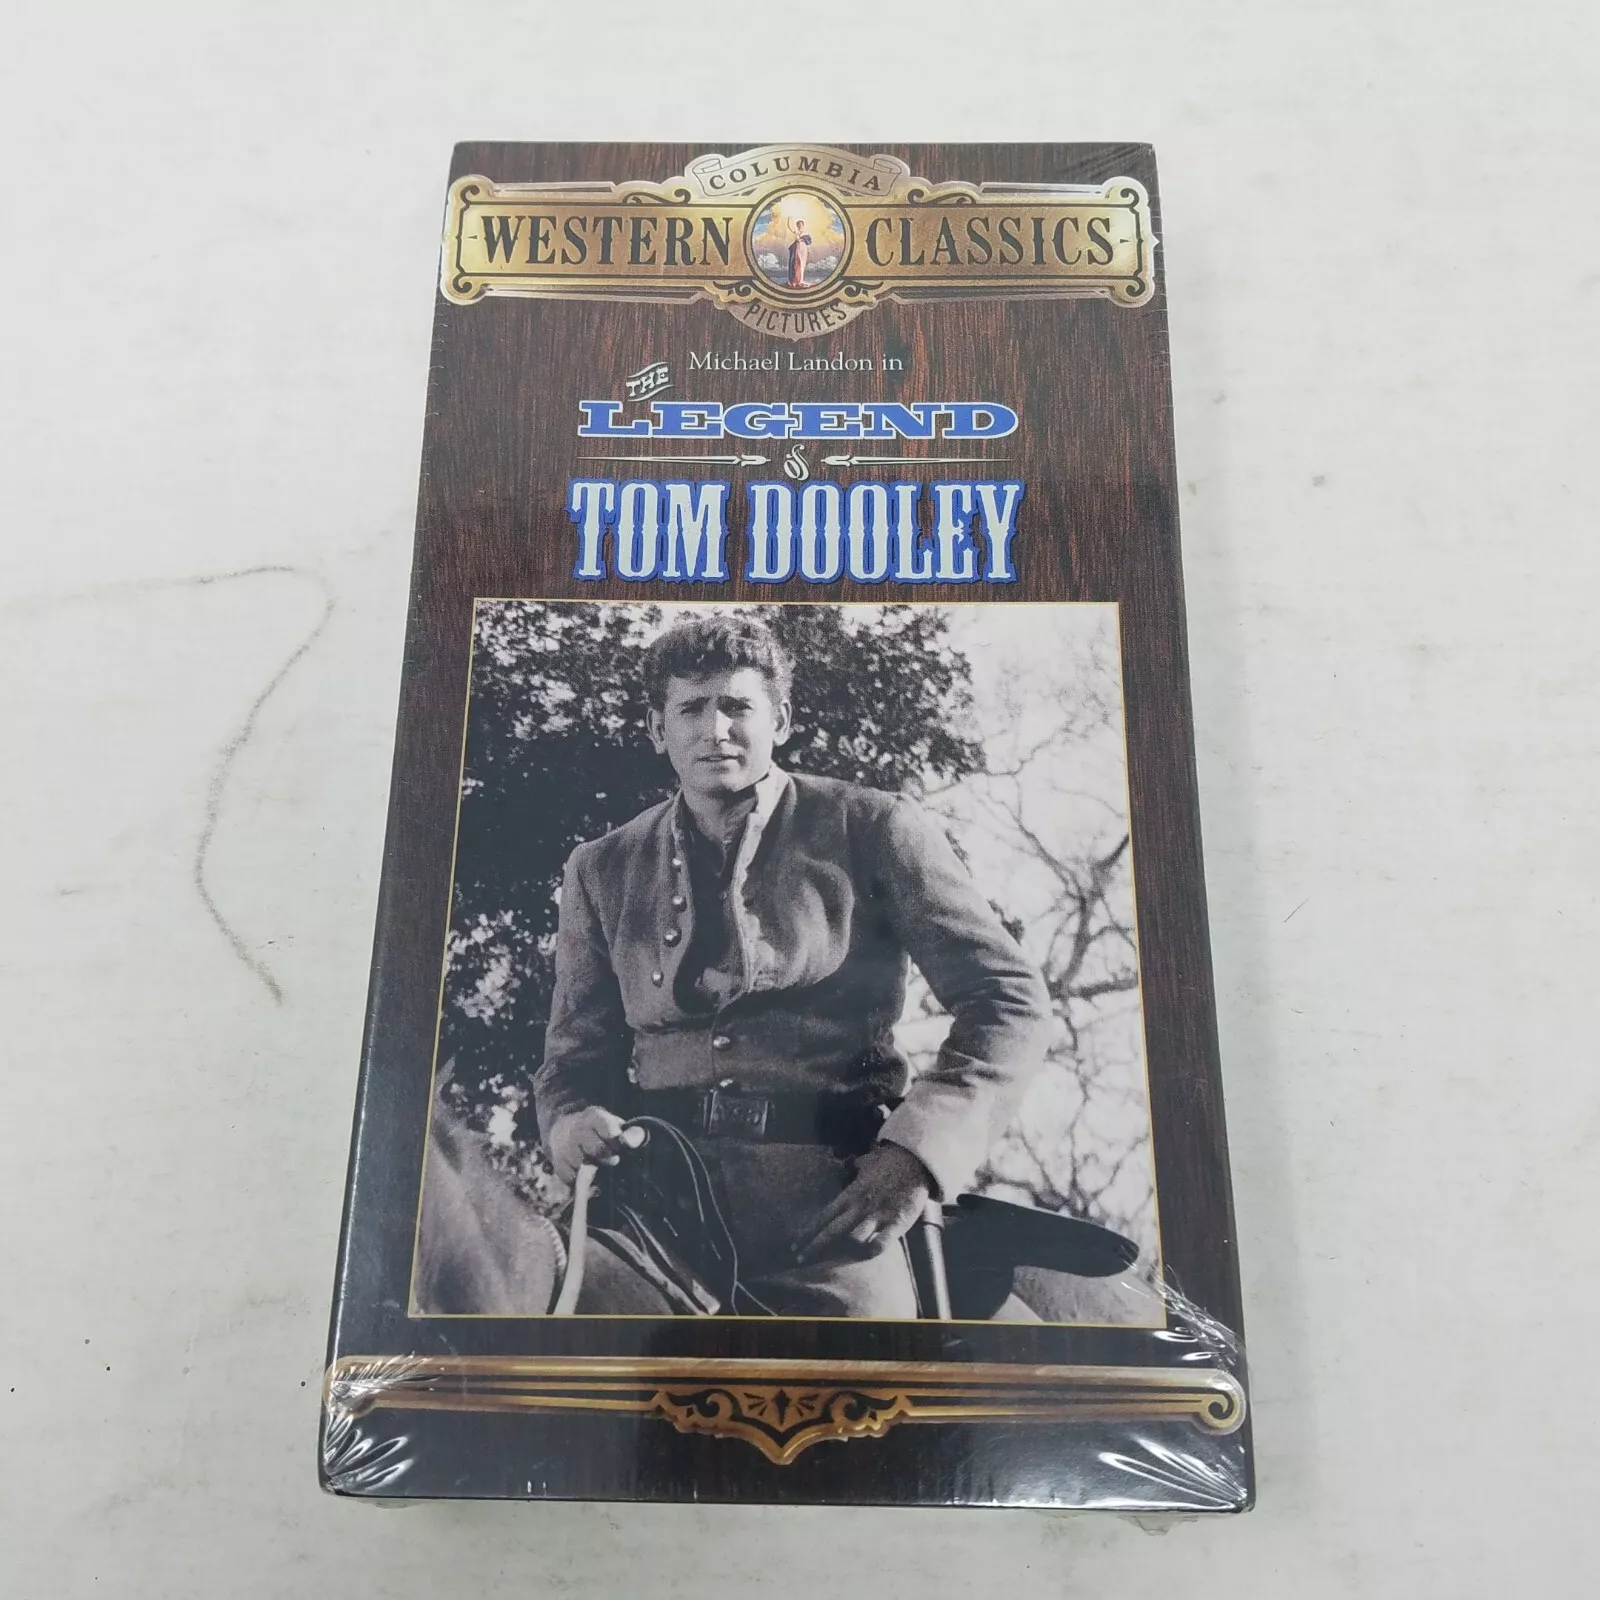 COLUMBIA
WESTERN CLASSICS
PICTURES
Michael Landon in
THE
LEGEND
of
TOM DOOLEY